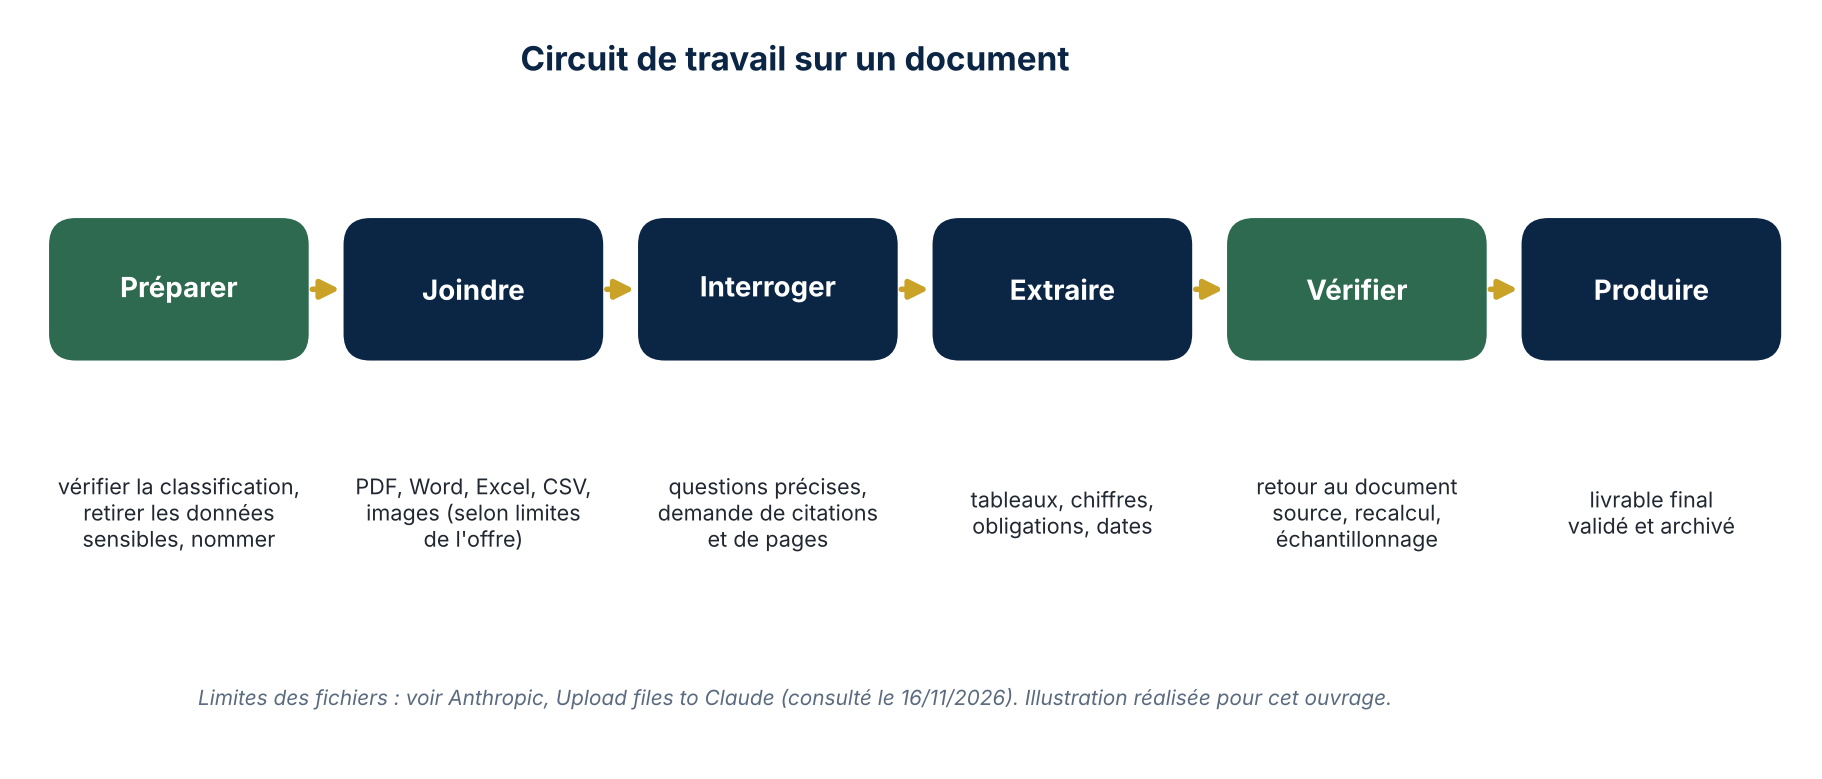 Circuit de travail sur un document
Préparer
Joindre
Interroger
Extraire
Vérifier
Produire
vérifier la classification,
retirer les données
sensibles, nommer
PDF, Word, Excel, CSV,
images (selon limites
de l'offre)
questions précises,
demande de citations
et de pages
tableaux, chiffres,
obligations, dates
retour au document
source, recalcul,
échantillonnage
livrable final
validé et archivé
Limites des fichiers : voir Anthropic, Upload files to Claude (consulté le 16/11/2026). Illustration réalisée pour cet ouvrage.